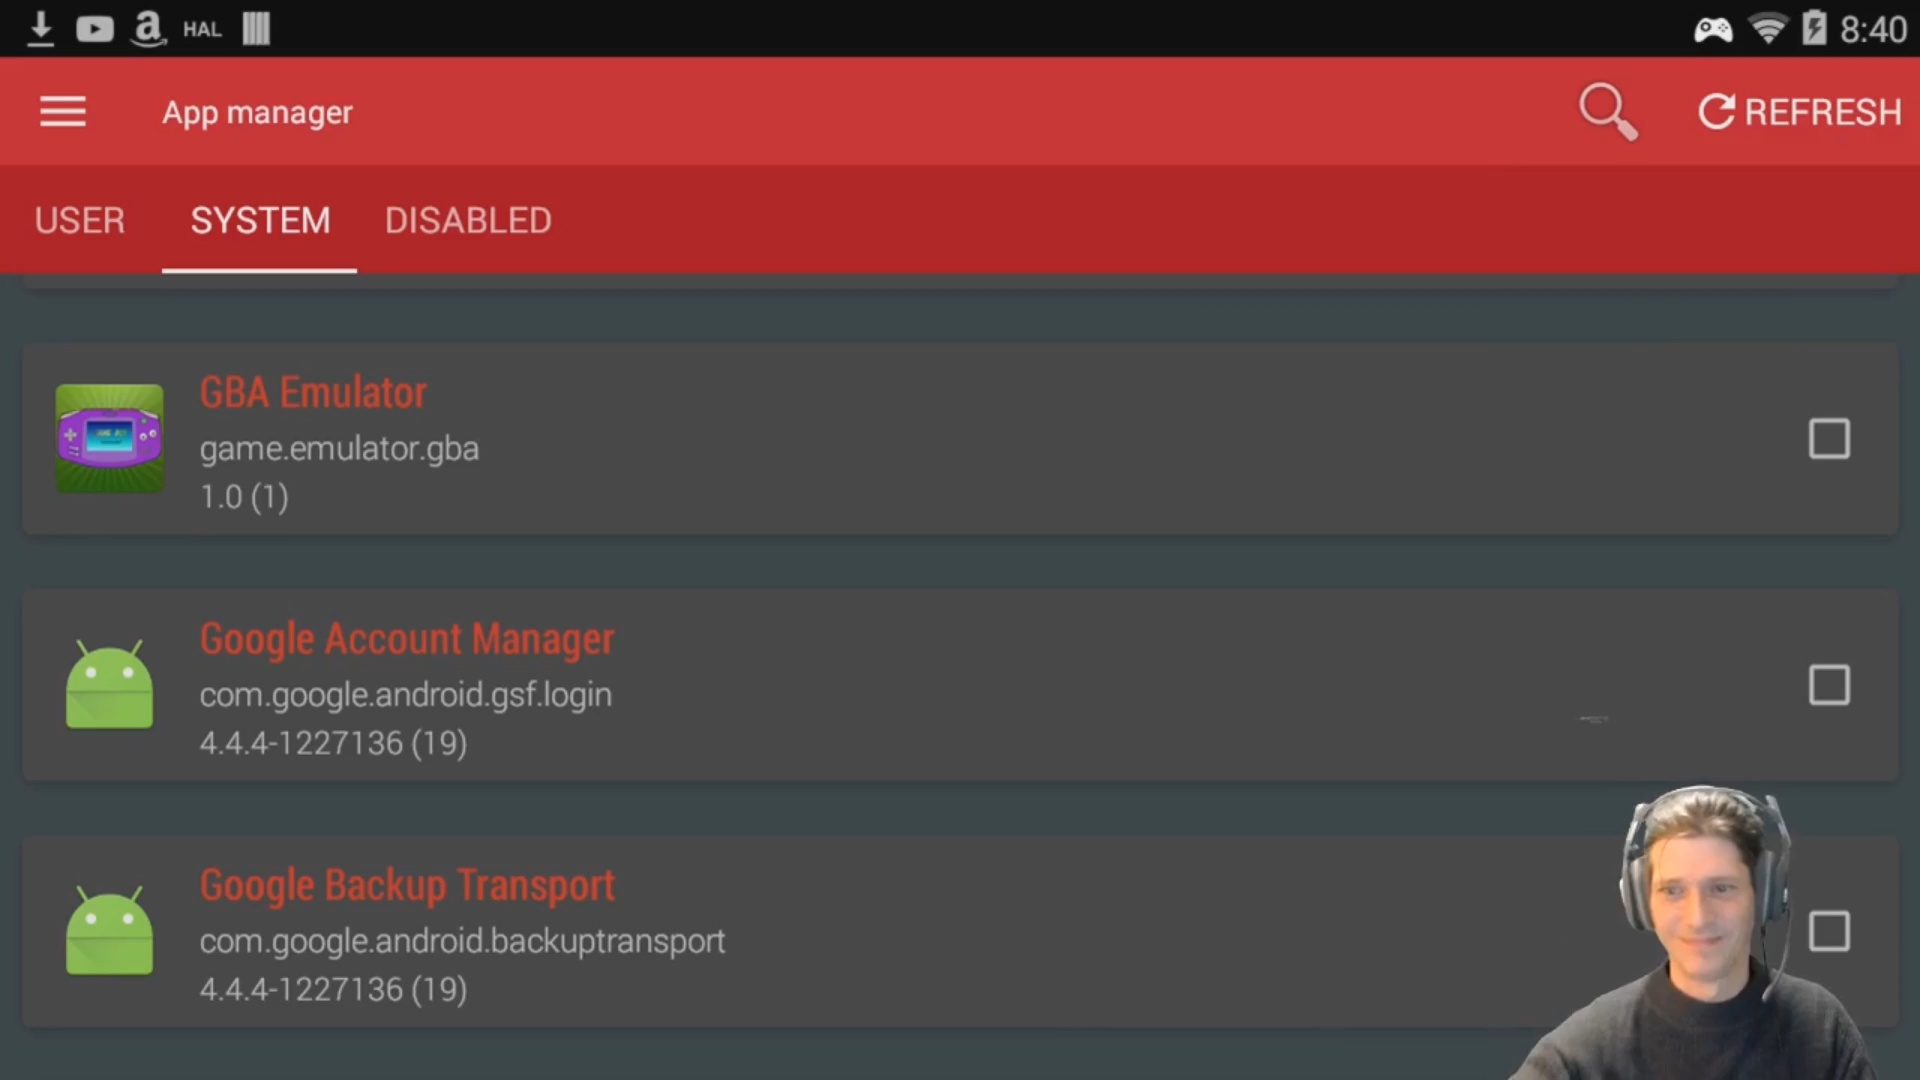 HAL
8:40
App manager
REFRESH
USER SYSTEM DISABLED
GBA Emulator
game.emulator.gba
1.0 (1)
Google Account Manager
com.google.android.gsf.login
4.4.4-1227136 (19)
Google Backup Transport
com.google.android.backuptransport
4.4.4-1227136 (19)